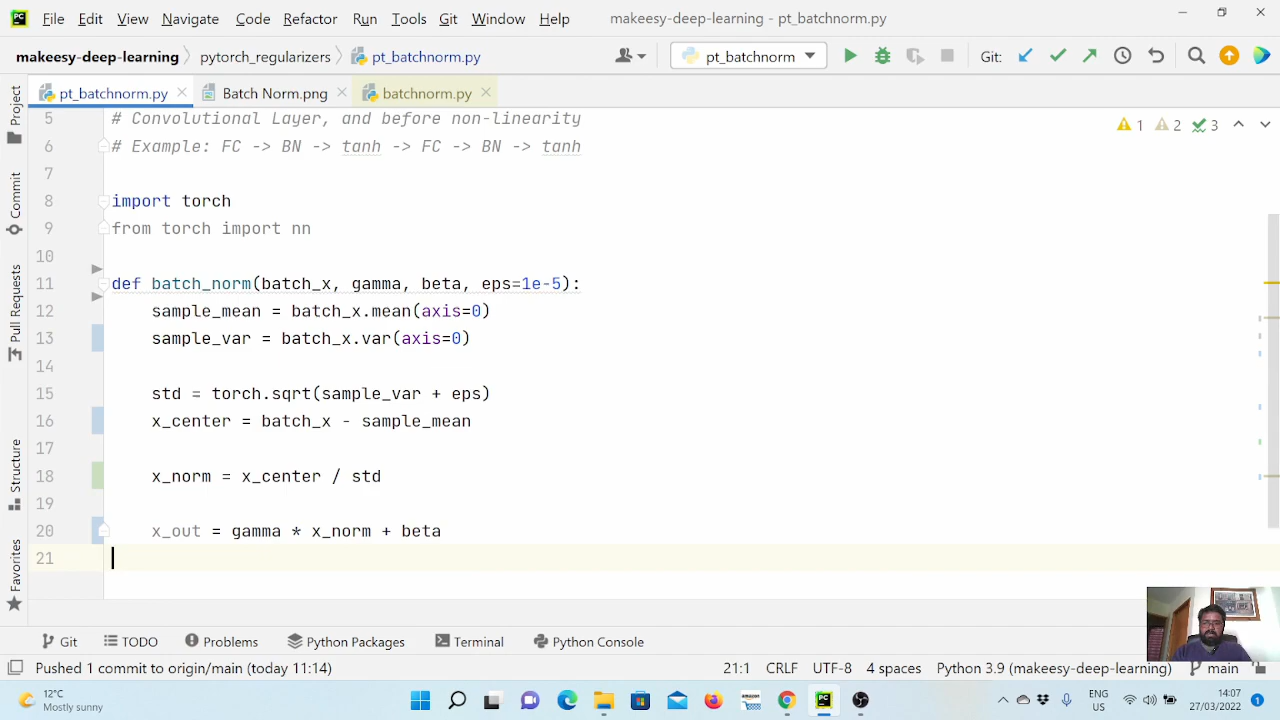 File Edit View Navigate Code Refactor Run Tools Git Window Help makeesy-deep-learning - pt_batchnorm.py
makeesy-deep-learning pytorch_regularizers pt_batchnorm.py pt_batchnorm Git:
pt_batchnorm.py Batch Norm.png batchnorm.py
Project
Commit
Pull Requests
Structure
Favorites
1 2 3
5 # Convolutional Layer, and before non-linearity
6 # Example: FC -> BN -> tanh -> FC -> BN -> tanh
7
8 import torch
9 from torch import nn
10
11 def batch_norm(batch_x, gamma, beta, eps=1e-5):
12 sample_mean = batch_x.mean(axis=0)
13 sample_var = batch_x.var(axis=0)
14
15 std = torch.sqrt(sample_var + eps)
16 x_center = batch_x - sample_mean
17
18 x_norm = x_center / std
19
20 x_out = gamma * x_norm + beta
21
Git TODO Problems Python Packages Terminal Python Console
Pushed 1 commit to origin/main (today 11:14) 21:1 CRLF UTF-8 4 spaces Python 3.9 (makeesy-deep-learning) main
12°C
Mostly sunny
ENG
US
14:07
27/03/2022